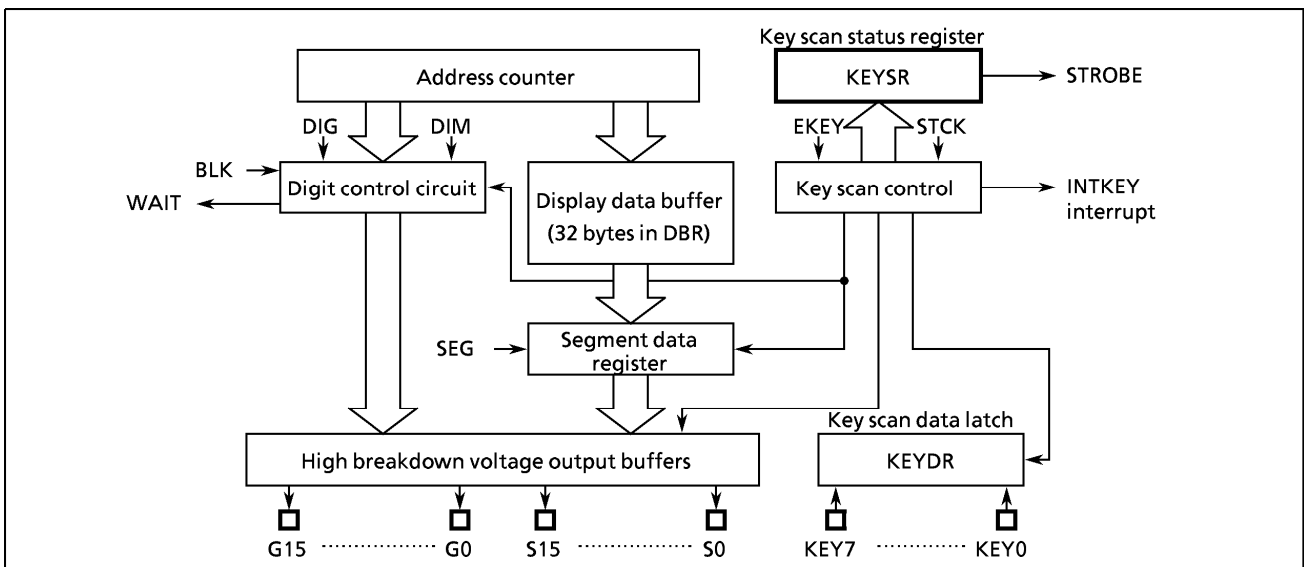 Key scan status register
Address counter
KEYSR
STROBE
DIG
DIM
EKEY
STCK
BLK
Digit control circuit
WAIT
Display data buffer
(32 bytes in DBR)
Key scan control
INTKEY
interrupt
SEG
Segment data
register
Key scan data latch
High breakdown voltage output buffers
KEYDR
G15 ................ G0 S15 ................ S0 KEY7 ............ KEY0